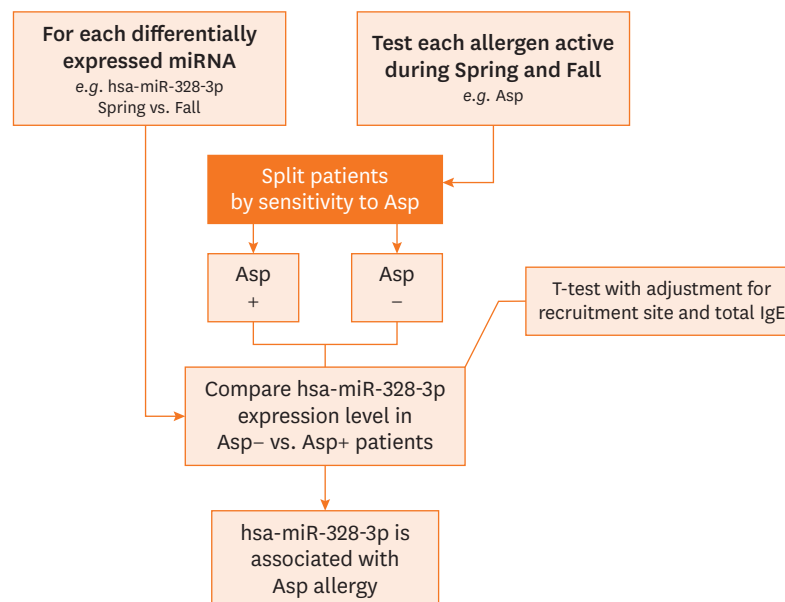 For each differentially
expressed miRNA
e.g. hsa-miR-328-3p
Spring vs. Fall
Test each allergen active
during Spring and Fall
e.g. Asp
Split patients
by sensitivity to Asp
Asp
+
Asp
−
T-test with adjustment for
recruitment site and total IgE
Compare hsa-miR-328-3p
expression level in
Asp− vs. Asp+ patients
hsa-miR-328-3p is
associated with
Asp allergy